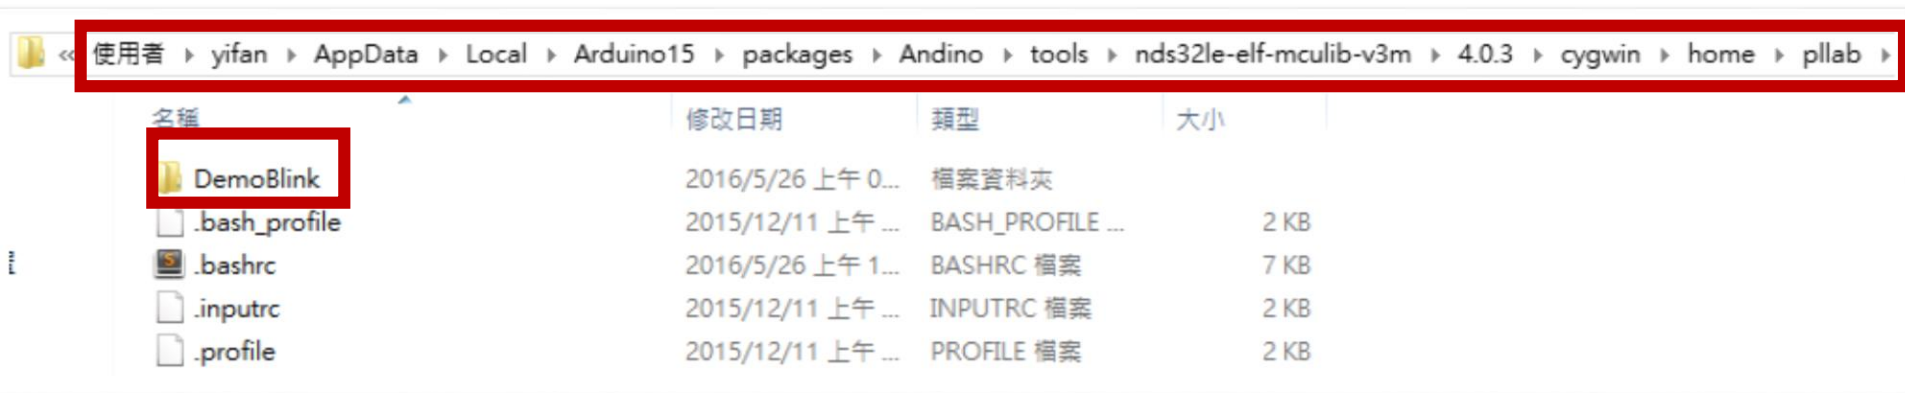 « 使用者 ▸ yifan ▸ AppData ▸ Local ▸ Arduino15 ▸ packages ▸ Andino ▸ tools ▸ nds32le-elf-mculib-v3m ▸ 4.0.3 ▸ cygwin ▸ home ▸ pllab ▸
名稱 修改日期 類型 大小
DemoBlink 2016/5/26 上午 0... 檔案資料夾
.bash_profile 2015/12/11 上午 ... BASH_PROFILE ... 2 KB
.bashrc 2016/5/26 上午 1... BASHRC 檔案 7 KB
.inputrc 2015/12/11 上午 ... INPUTRC 檔案 2 KB
.profile 2015/12/11 上午 ... PROFILE 檔案 2 KB